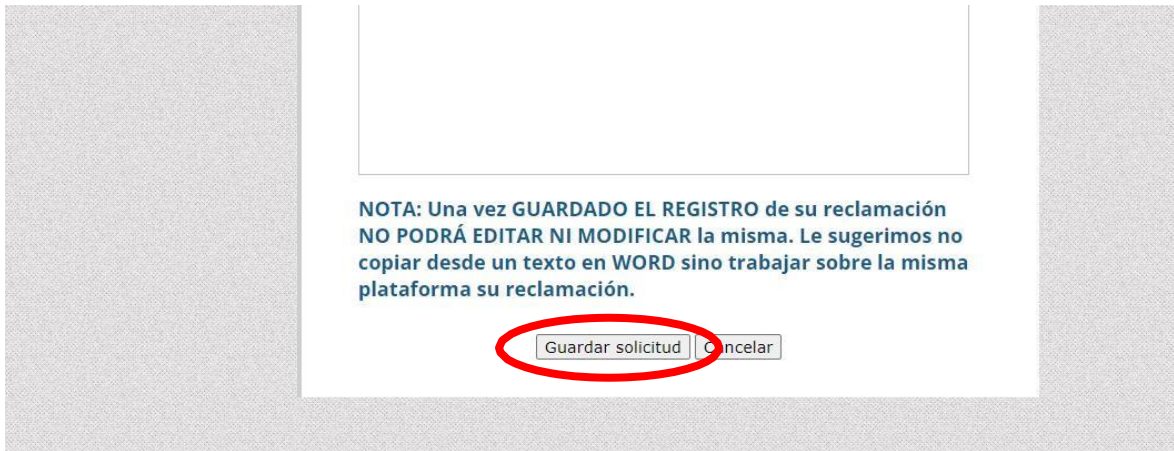 NOTA: Una vez GUARDADO EL REGISTRO de su reclamación
NO PODRÁ EDITAR NI MODIFICAR la misma. Le sugerimos no
copiar desde un texto en WORD sino trabajar sobre la misma
plataforma su reclamación.
Guardar solicitud Cancelar